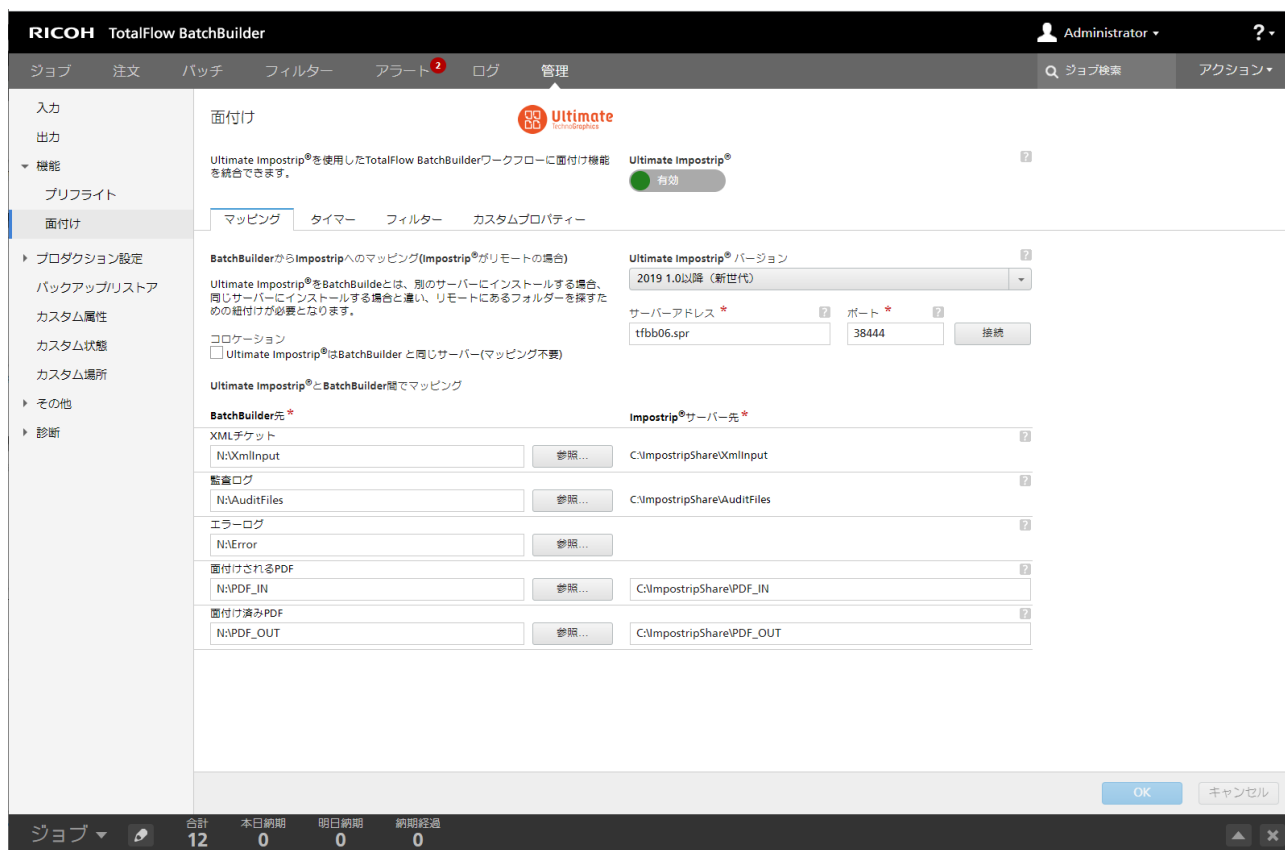 RICOH TotalFlow BatchBuilder
Administrator
?
ジョブ 注文 バッチ フィルター アラート 2 ログ 管理
ジョブ検索
アクション
入力
出力
機能
プリフライト
面付け
プロダクション設定
バックアップ/リストア
カスタム属性
カスタム状態
カスタム場所
その他
診断
面付け
Ultimate
TechnoGraphics
Ultimate Impostrip®を使用したTotalFlow BatchBuilderワークフローに面付け機能
を統合できます。
Ultimate Impostrip®
?
有効
マッピング タイマー フィルター カスタムプロパティー
BatchBuilderからImpostripへのマッピング(Impostrip®がリモートの場合)
Ultimate Impostrip®をBatchBuildeとは、別のサーバーにインストールする場合、
同じサーバーにインストールする場合と違い、リモートにあるフォルダーを探すた
めの紐付けが必要となります。
コロケーション
Ultimate Impostrip®はBatchBuilder と同じサーバー(マッピング不要)
Ultimate Impostrip® バージョン
?
2019 1.0以降（新世代）
サーバーアドレス * ? ポート * ?
tfbb06.spr 38444 接続
Ultimate Impostrip®とBatchBuilder間でマッピング
BatchBuilder先 * Impostrip®サーバー先 *
XMLチケット ?
N:\XmlInput 参照... C:\ImpostripShare\XmlInput
監査ログ ?
N:\AuditFiles 参照... C:\ImpostripShare\AuditFiles
エラーログ ?
N:\Error 参照...
面付けされるPDF ?
N:\PDF_IN 参照... C:\ImpostripShare\PDF_IN
面付け済みPDF ?
N:\PDF_OUT 参照... C:\ImpostripShare\PDF_OUT
OK キャンセル
ジョブ
合計 本日納期 明日納期 納期経過
12 0 0 0